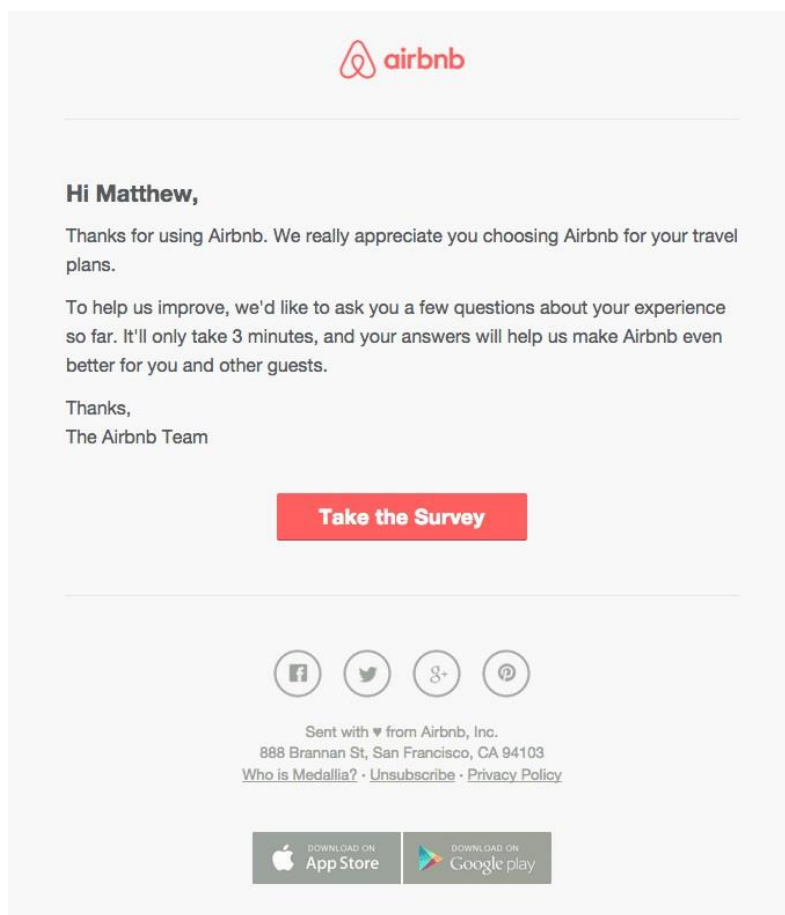 airbnb
Hi Matthew,
Thanks for using Airbnb. We really appreciate you choosing Airbnb for your travel
plans.
To help us improve, we'd like to ask you a few questions about your experience
so far. It'll only take 3 minutes, and your answers will help us make Airbnb even
better for you and other guests.
Thanks,
The Airbnb Team
Take the Survey
Sent with ♥ from Airbnb, Inc.
888 Brannan St, San Francisco, CA 94103
Who is Medallia? · Unsubscribe · Privacy Policy
DOWNLOAD ON
App Store
DOWNLOAD ON
Google play